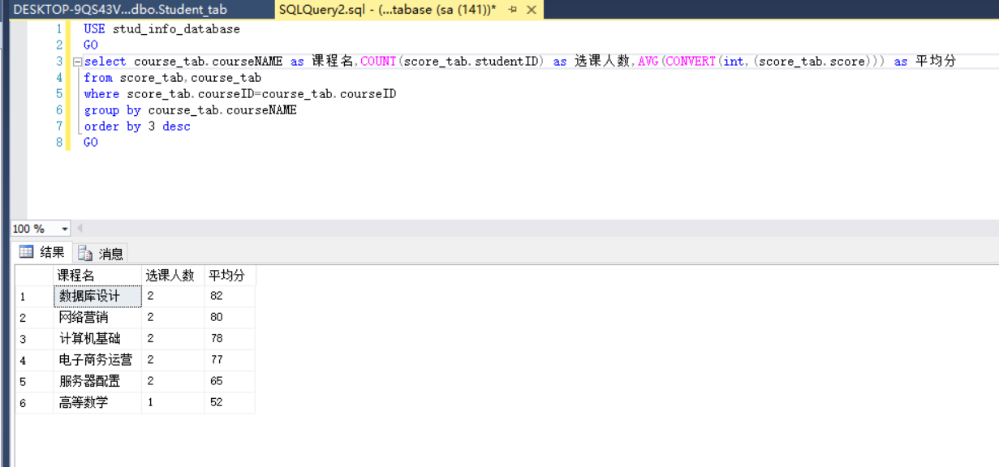 DESKTOP-9QS43V...dbo.Student_tab SQLQuery2.sql - (...tabase (sa (141))*
1 USE stud_info_database
2 GO
3 select course_tab.courseNAME as 课程名,COUNT(score_tab.studentID) as 选课人数,AVG(CONVERT(int,(score_tab.score))) as 平均分
4 from score_tab,course_tab
5 where score_tab.courseID=course_tab.courseID
6 group by course_tab.courseNAME
7 order by 3 desc
8 GO
100 %
结果 消息
课程名 选课人数 平均分
1 数据库设计 2 82
2 网络营销 2 80
3 计算机基础 2 78
4 电子商务运营 2 77
5 服务器配置 2 65
6 高等数学 1 52